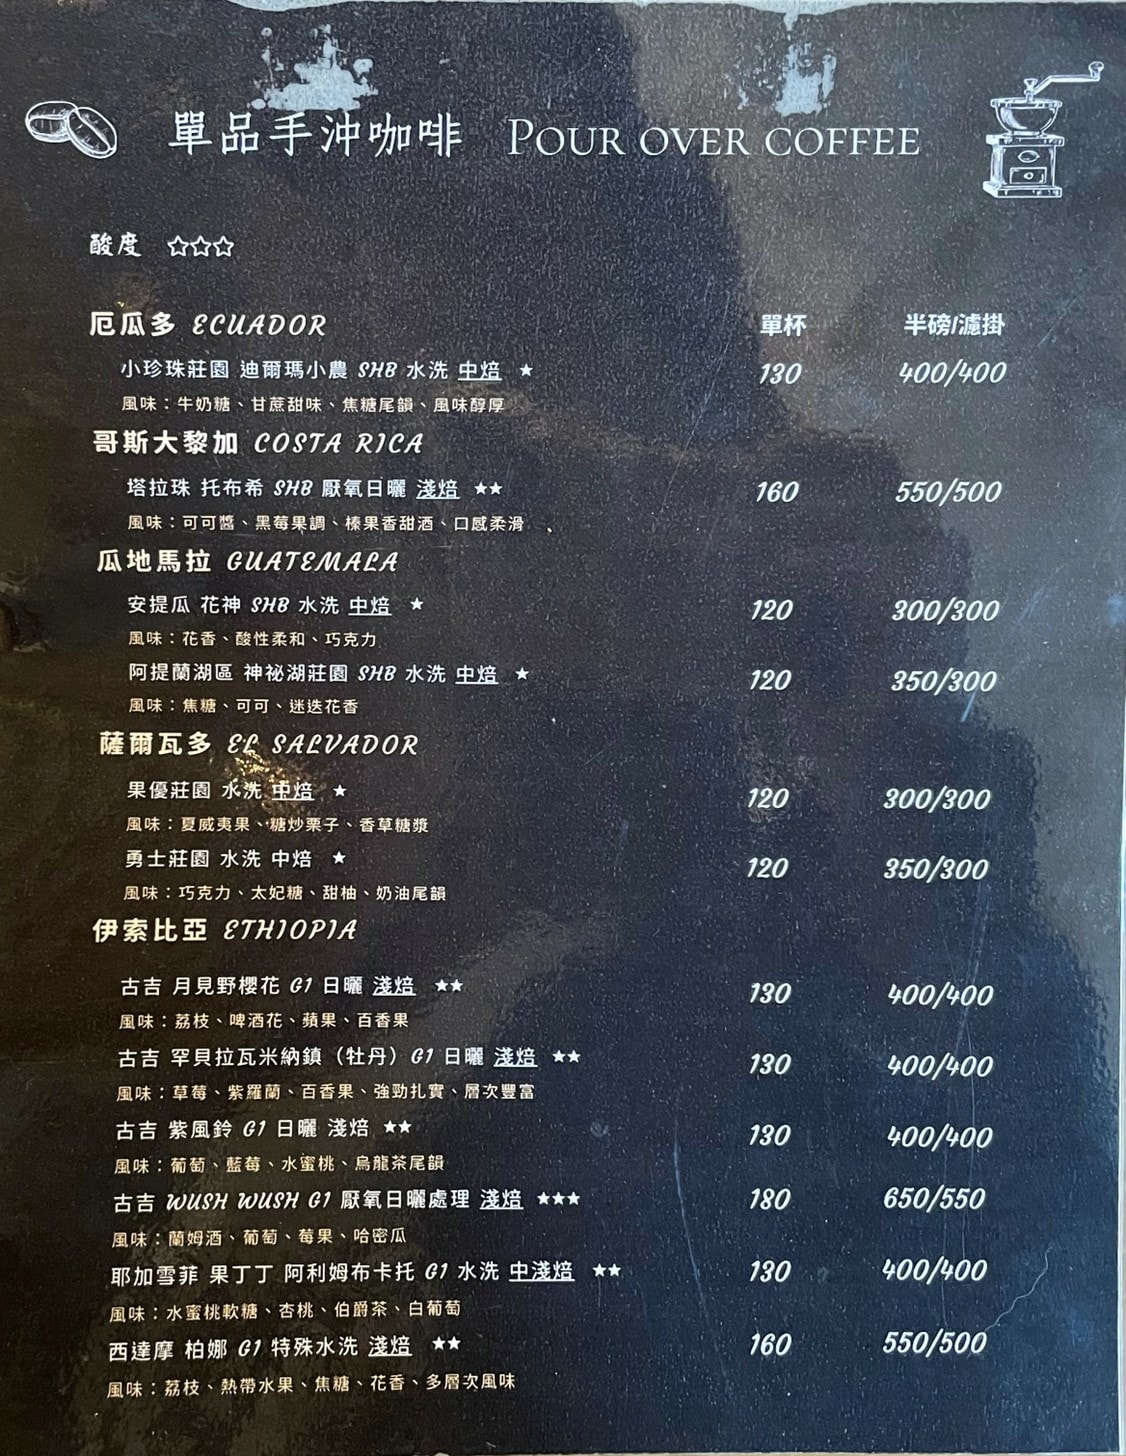 單品手沖咖啡 POUR OVER COFFEE
酸度 ☆☆☆
厄瓜多 ECUADOR 單杯 半磅/濾掛
小珍珠莊園 迪爾瑪小農 SHB 水洗 中焙 ★ 130 400/400
風味：牛奶糖、甘蔗甜味、焦糖尾韻、風味醇厚
哥斯大黎加 COSTA RICA
塔拉珠 托布希 SHB 厭氧日曬 淺焙 ★★ 160 550/500
風味：可可醬、黑莓果調、榛果香甜酒、口感柔滑
瓜地馬拉 GUATEMALA
安提瓜 花神 SHB 水洗 中焙 ★ 120 300/300
風味：花香、酸性柔和、巧克力
阿提蘭湖區 神祕湖莊園 SHB 水洗 中焙 ★ 120 350/300
風味：焦糖、可可、迷迭花香
薩爾瓦多 EL SALVADOR
果優莊園 水洗 中焙 ★ 120 300/300
風味：夏威夷果、糖炒栗子、香草糖漿
勇士莊園 水洗 中焙 ★ 120 350/300
風味：巧克力、太妃糖、甜柚、奶油尾韻
伊索比亞 ETHIOPIA
古吉 月見野櫻花 G1 日曬 淺焙 ★★ 130 400/400
風味：荔枝、啤酒花、蘋果、百香果
古吉 罕貝拉瓦米納鎮（牡丹）G1 日曬 淺焙 ★★ 130 400/400
風味：草莓、紫羅蘭、百香果、強勁扎實、層次豐富
古吉 紫風鈴 G1 日曬 淺焙 ★★ 130 400/400
風味：葡萄、藍莓、水蜜桃、烏龍茶尾韻
古吉 WUSH WUSH G1 厭氧日曬處理 淺焙 ★★★ 180 650/550
風味：蘭姆酒、葡萄、莓果、哈密瓜
耶加雪菲 果丁丁 阿利姆布卡托 G1 水洗 中淺焙 ★★ 130 400/400
風味：水蜜桃軟糖、杏桃、伯爵茶、白葡萄
西達摩 柏娜 G1 特殊水洗 淺焙 ★★ 160 550/500
風味：荔枝、熱帶水果、焦糖、花香、多層次風味